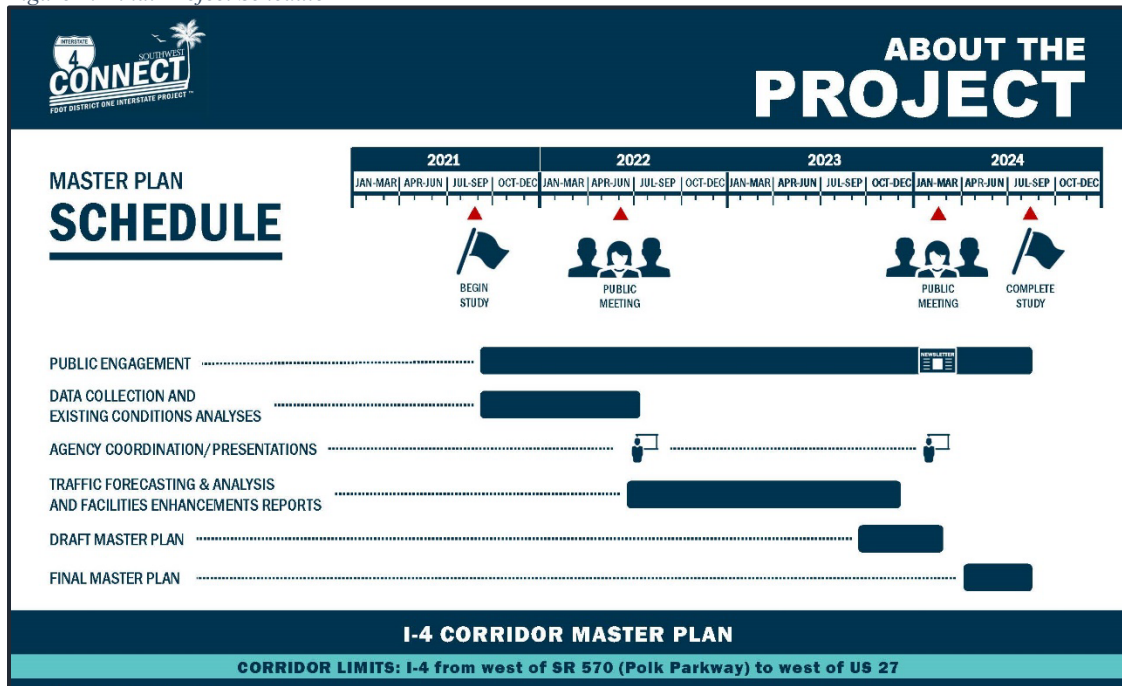 INTERSTATE
4
SOUTHWEST
CONNECT
FDOT DISTRICT ONE INTERSTATE PROJECT ™
ABOUT THE
PROJECT
MASTER PLAN
SCHEDULE
2021 2022 2023 2024
JAN-MAR APR-JUN JUL-SEP OCT-DEC JAN-MAR APR-JUN JUL-SEP OCT-DEC JAN-MAR APR-JUN JUL-SEP OCT-DEC JAN-MAR APR-JUN JUL-SEP OCT-DEC
BEGIN
STUDY
PUBLIC
MEETING
PUBLIC
MEETING
COMPLETE
STUDY
PUBLIC ENGAGEMENT
NEWSLETTER
DATA COLLECTION AND
EXISTING CONDITIONS ANALYSES
AGENCY COORDINATION/PRESENTATIONS
TRAFFIC FORECASTING & ANALYSIS
AND FACILITIES ENHANCEMENTS REPORTS
DRAFT MASTER PLAN
FINAL MASTER PLAN
I-4 CORRIDOR MASTER PLAN
CORRIDOR LIMITS: I-4 from west of SR 570 (Polk Parkway) to west of US 27